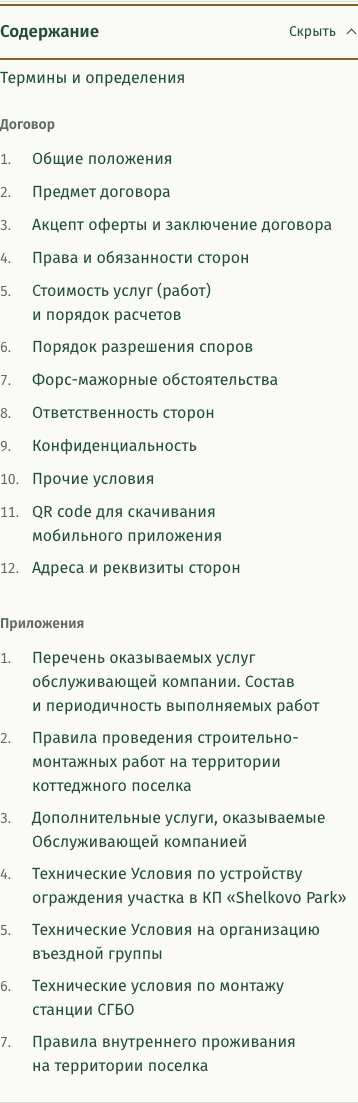 Содержание Скрыть
Термины и определения
Договор
1. Общие положения
2. Предмет договора
3. Акцепт оферты и заключение договора
4. Права и обязанности сторон
5. Стоимость услуг (работ)
и порядок расчетов
6. Порядок разрешения споров
7. Форс-мажорные обстоятельства
8. Ответственность сторон
9. Конфиденциальность
10. Прочие условия
11. QR code для скачивания
мобильного приложения
12. Адреса и реквизиты сторон
Приложения
1. Перечень оказываемых услуг
обслуживающей компании. Состав
и периодичность выполняемых работ
2. Правила проведения строительно-
монтажных работ на территории
коттеджного поселка
3. Дополнительные услуги, оказываемые
Обслуживающей компанией
4. Технические Условия по устройству
ограждения участка в КП «Shelkovo Park»
5. Технические Условия на организацию
въездной группы
6. Технические условия по монтажу
станции СГБО
7. Правила внутреннего проживания
на территории поселка